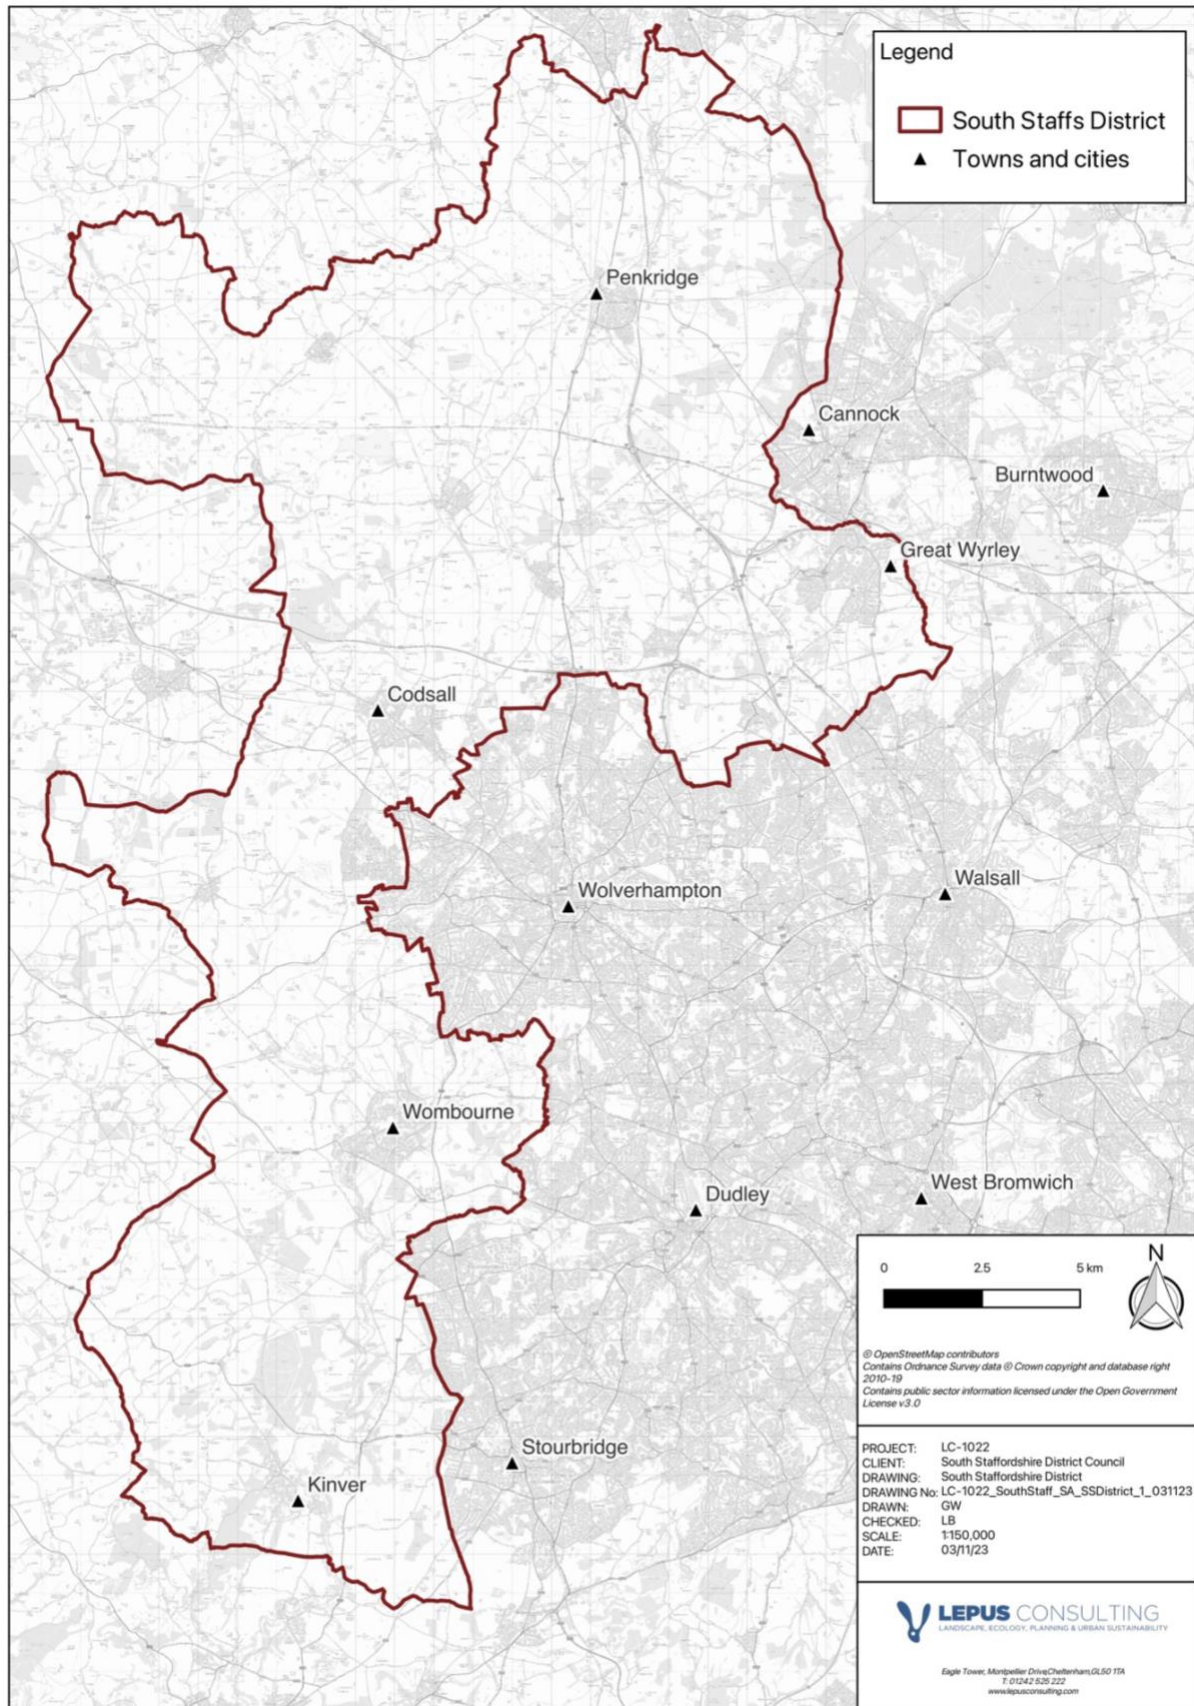 Legend
South Staffs District
Towns and cities
Penkridge
Cannock
Burntwood
Great Wyrley
Codsall
Wolverhampton
Walsall
Wombourne
Dudley
West Bromwich
Stourbridge
Kinver
0 2.5 5 km
N
© OpenStreetMap contributors
Contains Ordnance Survey data © Crown copyright and database right
2010-19
Contains public sector information licensed under the Open Government
License v3.0
PROJECT: LC-1022
CLIENT: South Staffordshire District Council
DRAWING: South Staffordshire District
DRAWING No: LC-1022_SouthStaff_SA_SSDistrict_1_031123
DRAWN: GW
CHECKED: LB
SCALE: 1:150,000
DATE: 03/11/23
LEPUS CONSULTING
LANDSCAPE, ECOLOGY, PLANNING & URBAN SUSTAINABILITY
Eagle Tower, Montpellier Drive,Cheltenham,GL50 1TA
T: 01242 525 222
www.lepusconsulting.com